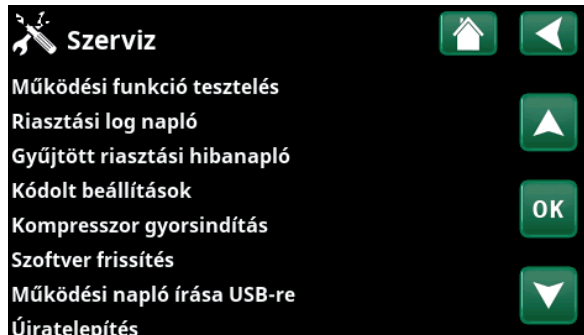 Szerviz
Működési funkció tesztelés
Riasztási log napló
Gyűjtött riasztási hibanapló
Kódolt beállítások
Kompresszor gyorsindítás
OK
Szoftver frissítés
Működési napló írása USB-re
Újratelepítés